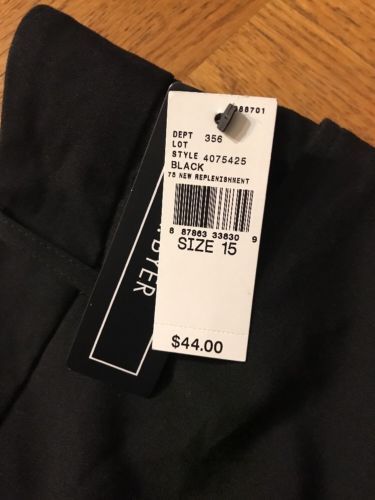 88701
DEPT 356
LOT
STYLE 4075425
BLACK
75 NEW REPLENISHMENT
8 87863 33830 9
SIZE 15
$44.00
BYER